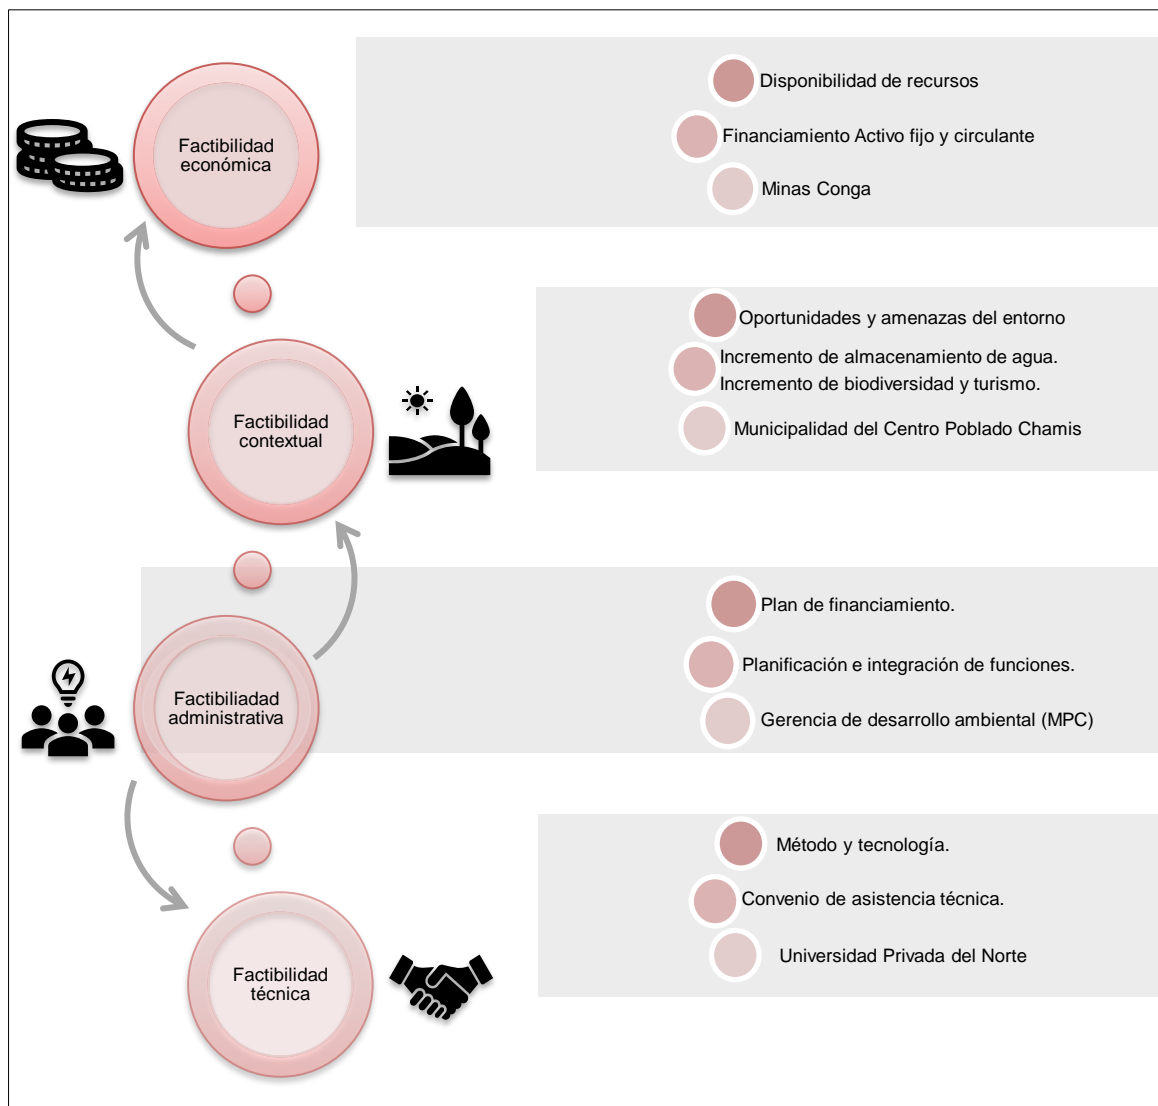 Factibilidad
económica
Disponibilidad de recursos
Financiamiento Activo fijo y circulante
Minas Conga
Factibilidad
contextual
Oportunidades y amenazas del entorno
Incremento de almacenamiento de agua.
Incremento de biodiversidad y turismo.
Municipalidad del Centro Poblado Chamis
Factibiliadad
administrativa
Plan de financiamiento.
Planificación e integración de funciones.
Gerencia de desarrollo ambiental (MPC)
Factibilidad
técnica
Método y tecnología.
Convenio de asistencia técnica.
Universidad Privada del Norte